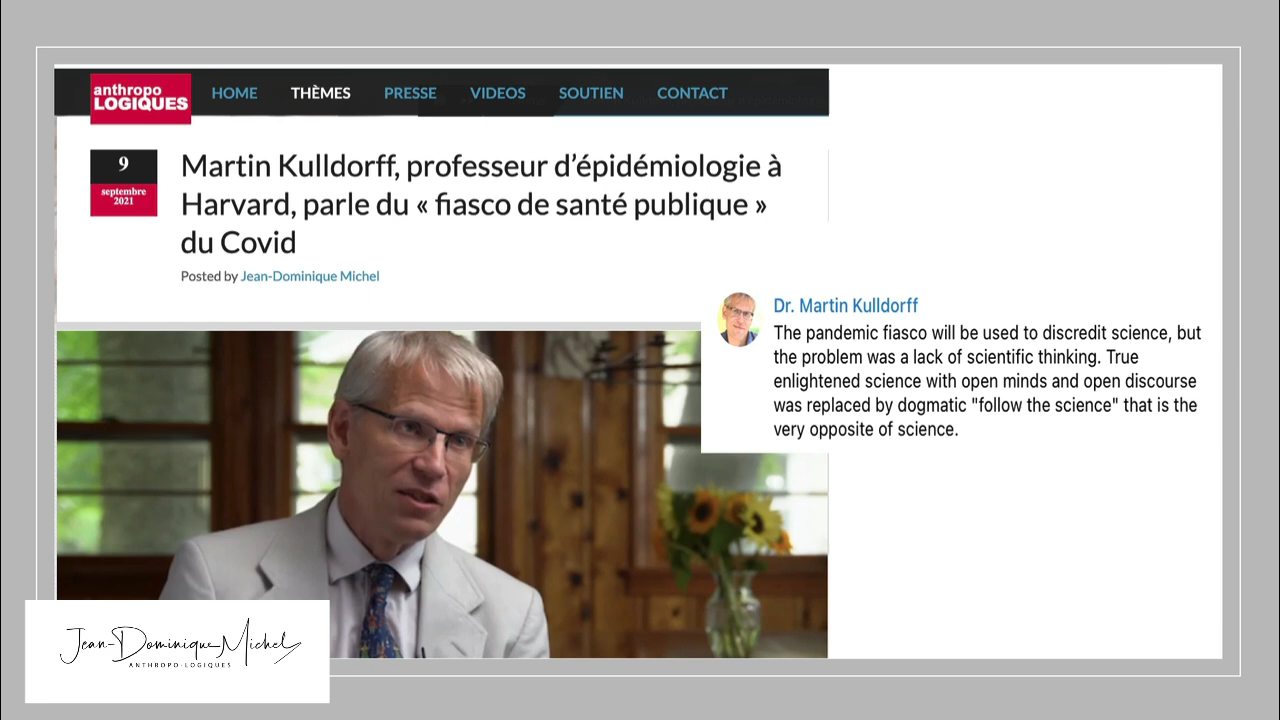 anthropo
LOGIQUES
HOME THÈMES PRESSE VIDEOS SOUTIEN CONTACT
9
septembre
2021
Martin Kulldorff, professeur d’épidémiologie à
Harvard, parle du « fiasco de santé publique »
du Covid
Posted by Jean-Dominique Michel
Dr. Martin Kulldorff
The pandemic fiasco will be used to discredit science, but
the problem was a lack of scientific thinking. True
enlightened science with open minds and open discourse
was replaced by dogmatic "follow the science" that is the
very opposite of science.
Jean-Dominique Michel
ANTHROPO-LOGIQUES